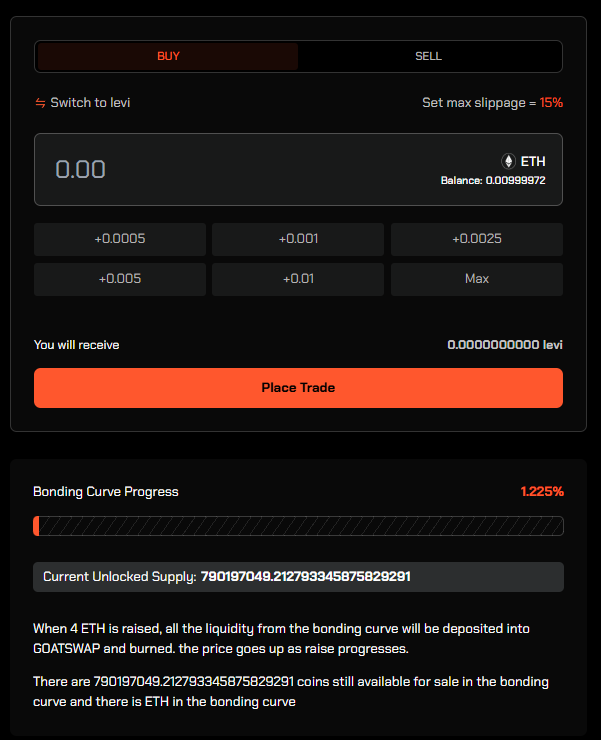 BUY SELL
Switch to levi Set max slippage = 15%
0.00 ETH
Balance: 0.00999972
+0.0005 +0.001 +0.0025
+0.005 +0.01 Max
You will receive 0.0000000000 levi
Place Trade
Bonding Curve Progress 1.225%
Current Unlocked Supply: 790197049.212793345875829291
When 4 ETH is raised, all the liquidity from the bonding curve will be deposited into
GOATSWAP and burned. the price goes up as raise progresses.
There are 790197049.212793345875829291 coins still available for sale in the bonding
curve and there is ETH in the bonding curve